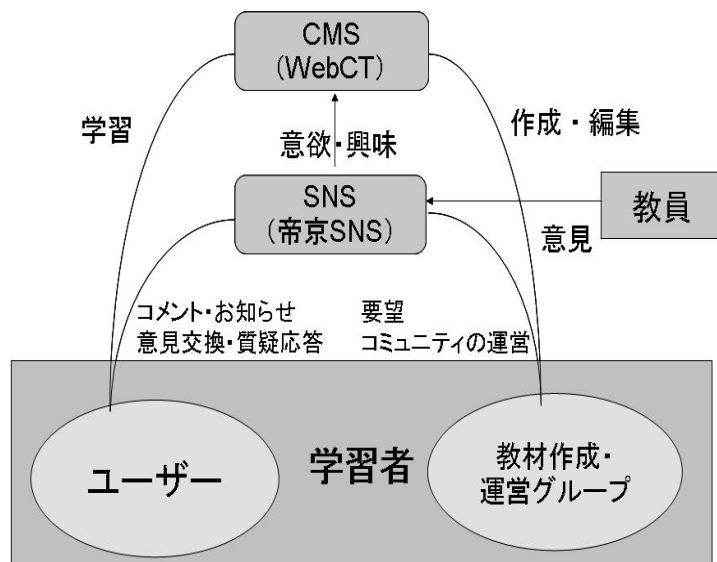 CMS
(WebCT)
学習
作成・編集
意欲・興味
SNS
(帝京SNS)
教員
意見
コメント・お知らせ
意見交換・質疑応答
要望
コミュニティの運営
ユーザー
学習者
教材作成・
運営グループ